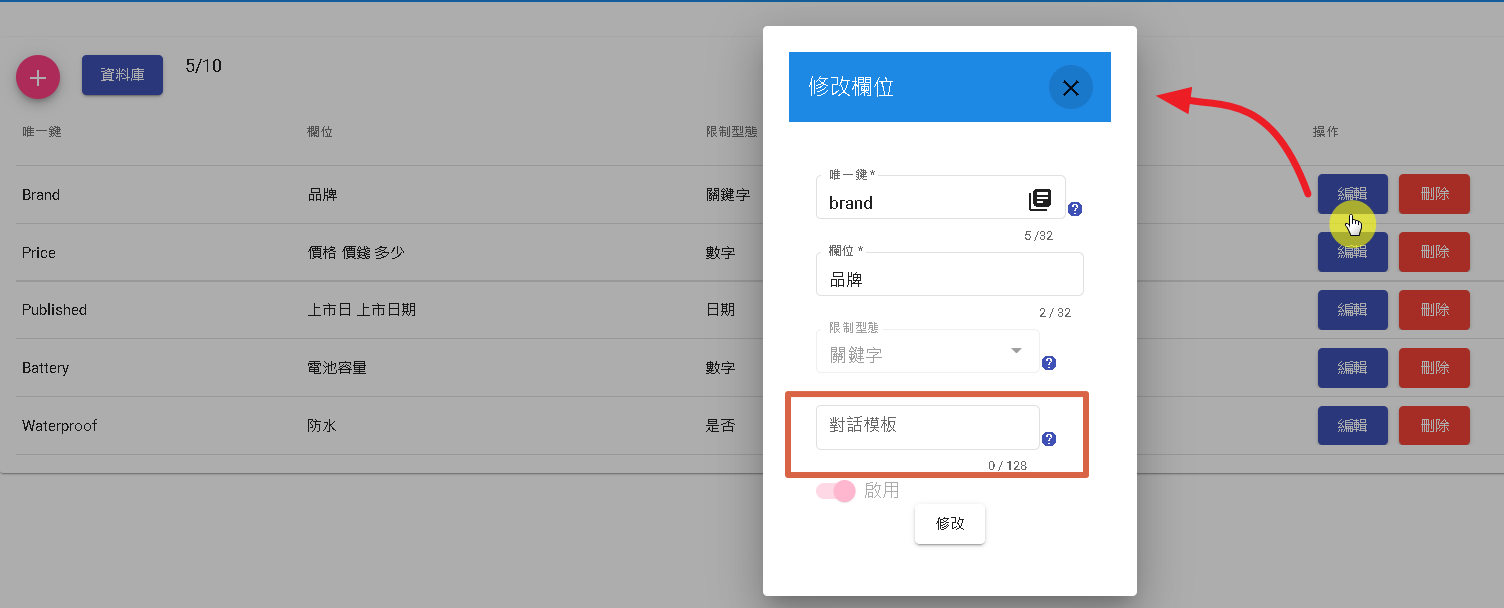 資料庫
5/10
唯一鍵
欄位
限制型態
操作
Brand
品牌
關鍵字
編輯
刪除
Price
價格 價錢 多少
數字
編輯
刪除
Published
上市日 上市日期
日期
編輯
刪除
Battery
電池容量
數字
編輯
刪除
Waterproof
防水
是否
編輯
刪除
修改欄位
唯一鍵 *
brand
5 /32
欄位 *
品牌
2 / 32
限制型態
關鍵字
對話模板
0 / 128
啟用
修改